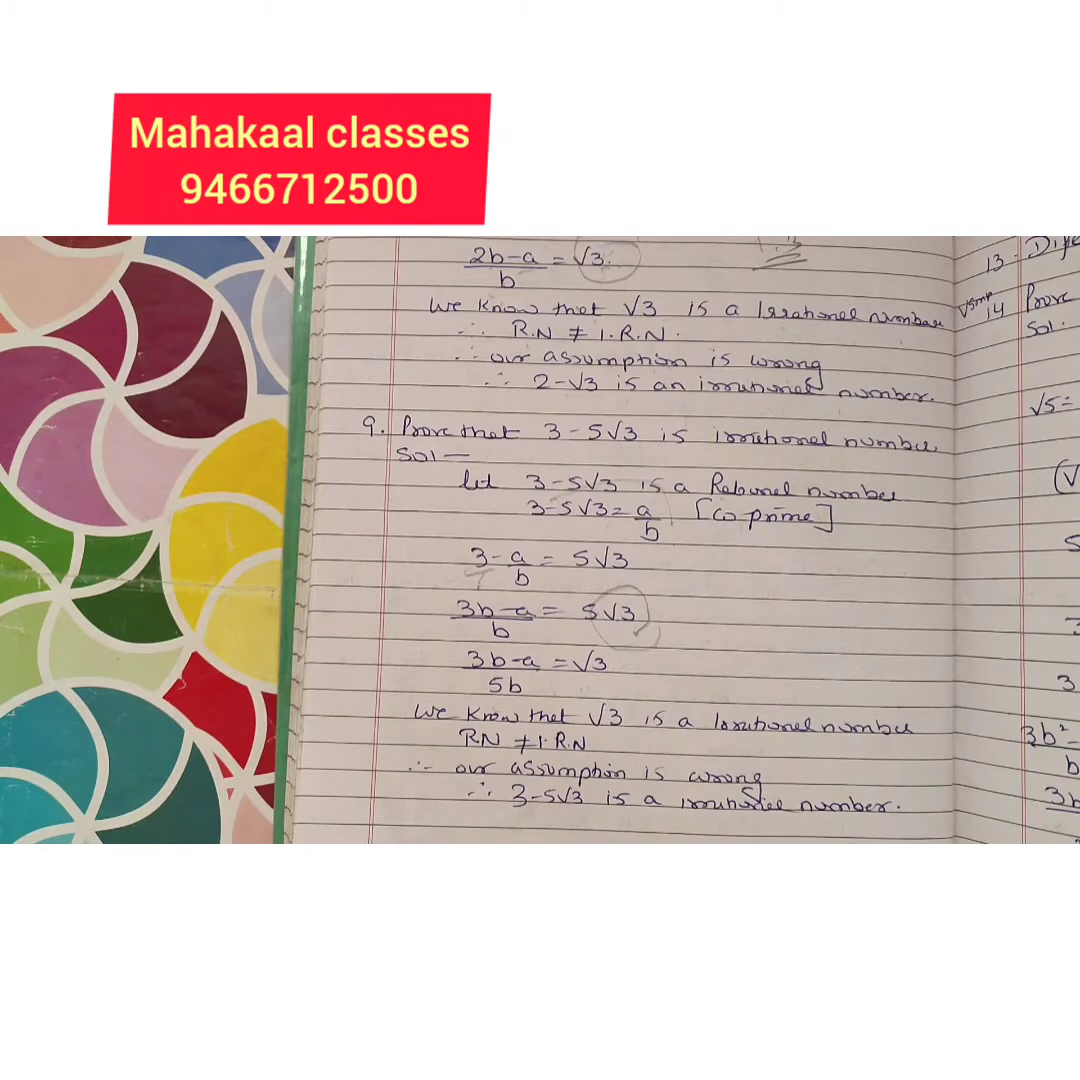 Mahakaal classes
9466712500
2b-a/b = √3.
We know that √3 is a Irrational number
∴ R.N ≠ I.R.N.
∴ our assumption is wrong
∴ 2-√3 is an irrational number.
9. Prove that 3-5√3 is irrational number.
Sol—
let 3-5√3 is a Rational number
3-5√3 = a/b [co prime]
3-a/b = 5√3
3b-a/b = 5√3
3b-a/5b = √3
We know that √3 is a Irrational number
RN ≠ I.R.N
∴ our assumption is wrong
∴ 3-5√3 is a irrational number.
13.
14 Prove
Sol.
√5=
5
3
3b²-
b